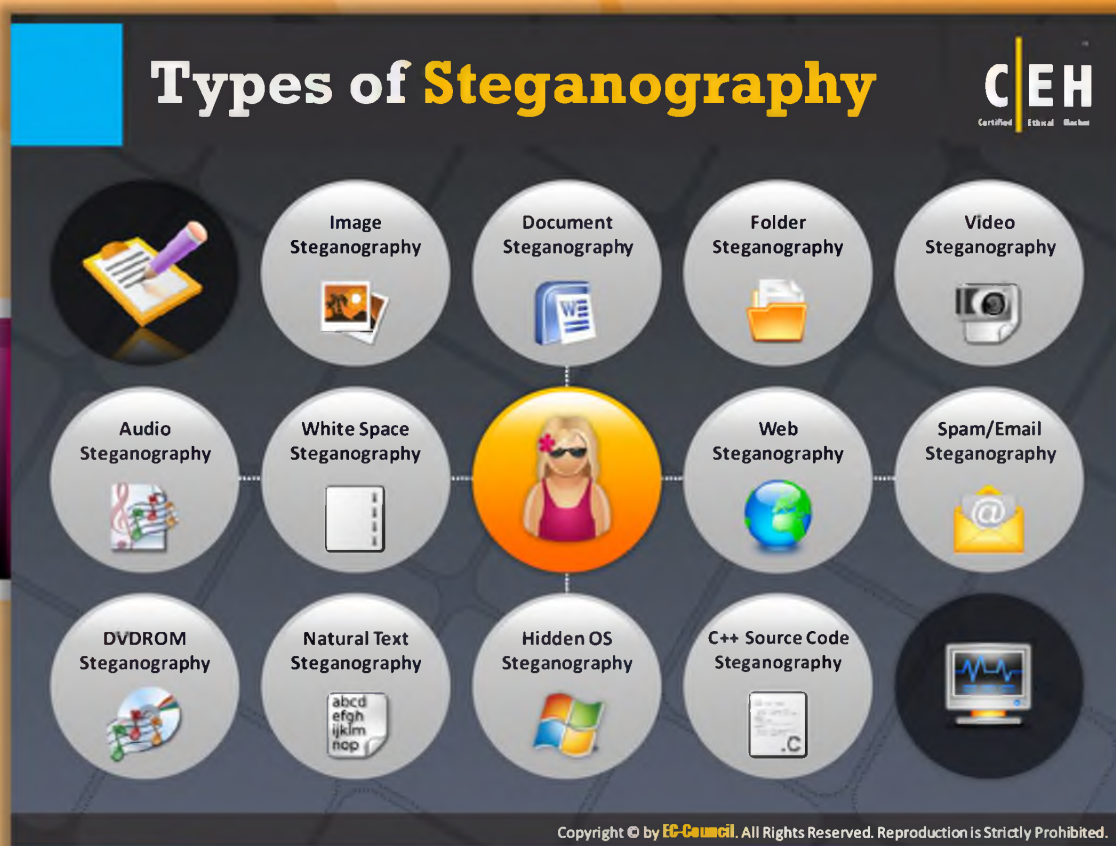 Types of Steganography
C|EH
Certified Ethical Hacker
Image
Steganography
Document
Steganography
Folder
Steganography
Video
Steganography
W
Audio
Steganography
White Space
Steganography
Web
Steganography
Spam/Email
Steganography
@
DVDROM
Steganography
Natural Text
Steganography
Hidden OS
Steganography
C++ Source Code
Steganography
abcd
efgh
ijklm
nop
.C
Copyright © by EC-Council. All Rights Reserved. Reproduction is Strictly Prohibited.